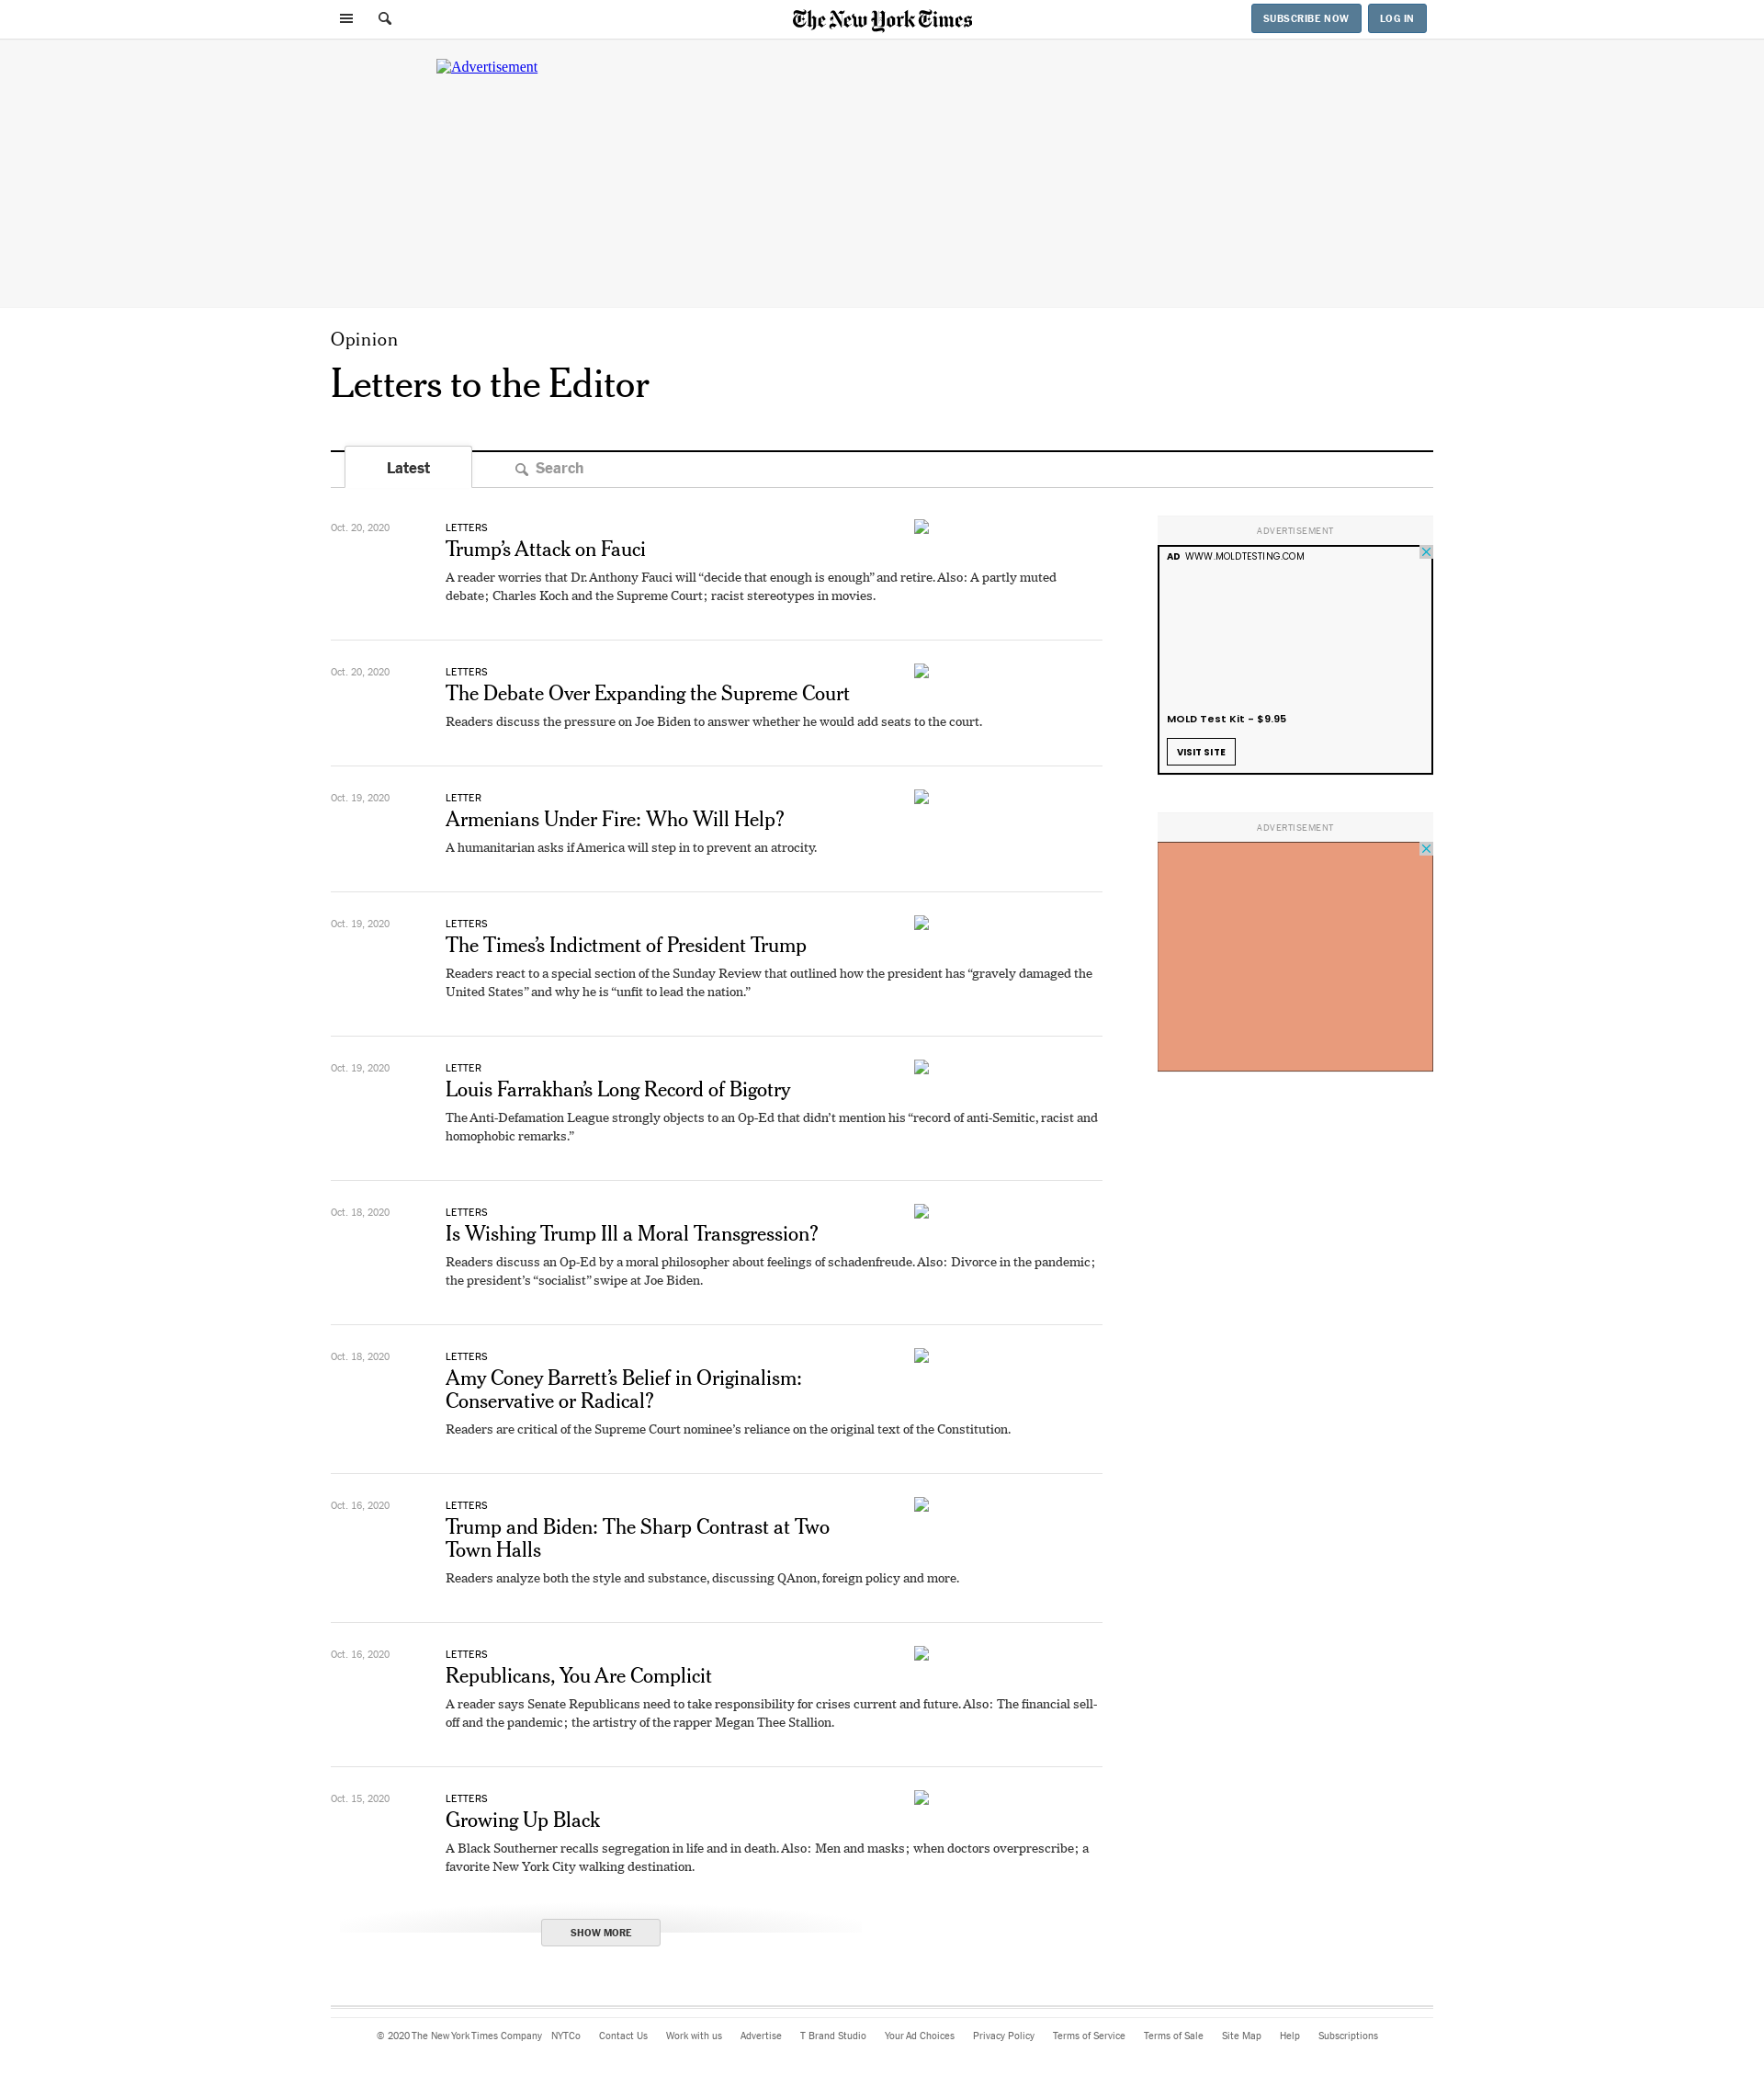 The New York Times
SUBSCRIBE NOW
LOG IN
Advertisement
Opinion
Letters to the Editor
Latest
Search
Oct. 20, 2020
LETTERS
Trump’s Attack on Fauci
A reader worries that Dr. Anthony Fauci will “decide that enough is enough” and retire. Also: A partly muted
debate; Charles Koch and the Supreme Court; racist stereotypes in movies.
Oct. 20, 2020
LETTERS
The Debate Over Expanding the Supreme Court
Readers discuss the pressure on Joe Biden to answer whether he would add seats to the court.
Oct. 19, 2020
LETTER
Armenians Under Fire: Who Will Help?
A humanitarian asks if America will step in to prevent an atrocity.
Oct. 19, 2020
LETTERS
The Times’s Indictment of President Trump
Readers react to a special section of the Sunday Review that outlined how the president has “gravely damaged the
United States” and why he is “unfit to lead the nation.”
Oct. 19, 2020
LETTER
Louis Farrakhan’s Long Record of Bigotry
The Anti-Defamation League strongly objects to an Op-Ed that didn’t mention his “record of anti-Semitic, racist and
homophobic remarks.”
Oct. 18, 2020
LETTERS
Is Wishing Trump Ill a Moral Transgression?
Readers discuss an Op-Ed by a moral philosopher about feelings of schadenfreude. Also: Divorce in the pandemic;
the president’s “socialist” swipe at Joe Biden.
Oct. 18, 2020
LETTERS
Amy Coney Barrett’s Belief in Originalism:
Conservative or Radical?
Readers are critical of the Supreme Court nominee’s reliance on the original text of the Constitution.
Oct. 16, 2020
LETTERS
Trump and Biden: The Sharp Contrast at Two
Town Halls
Readers analyze both the style and substance, discussing QAnon, foreign policy and more.
Oct. 16, 2020
LETTERS
Republicans, You Are Complicit
A reader says Senate Republicans need to take responsibility for crises current and future. Also: The financial sell-
off and the pandemic; the artistry of the rapper Megan Thee Stallion.
Oct. 15, 2020
LETTERS
Growing Up Black
A Black Southerner recalls segregation in life and in death. Also: Men and masks; when doctors overprescribe; a
favorite New York City walking destination.
SHOW MORE
ADVERTISEMENT
AD WWW.MOLDTESTING.COM
MOLD Test Kit - $9.95
VISIT SITE
ADVERTISEMENT
© 2020 The New York Times Company NYTCo Contact Us Work with us Advertise T Brand Studio Your Ad Choices Privacy Policy Terms of Service Terms of Sale Site Map Help Subscriptions